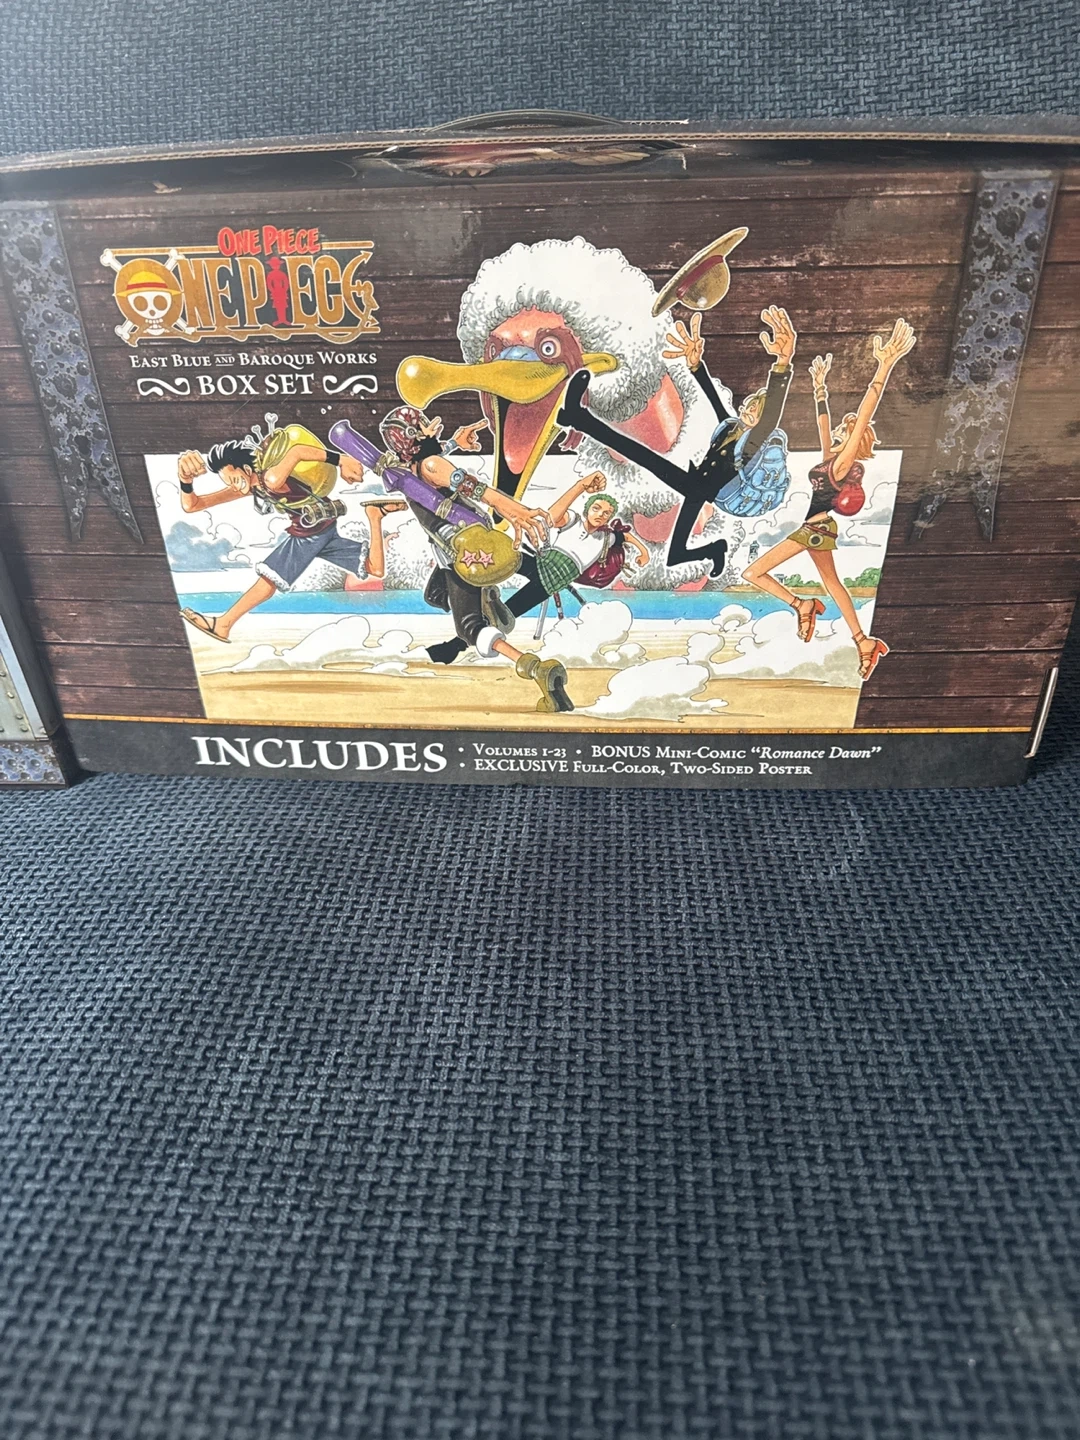 ONE PIECE
ONE PIECE
EAST BLUE AND BAROQUE WORKS
BOX SET
INCLUDES
• VOLUMES 1-23 • BONUS MINI-COMIC “Romance Dawn”
• EXCLUSIVE FULL-COLOR, TWO-SIDED POSTER